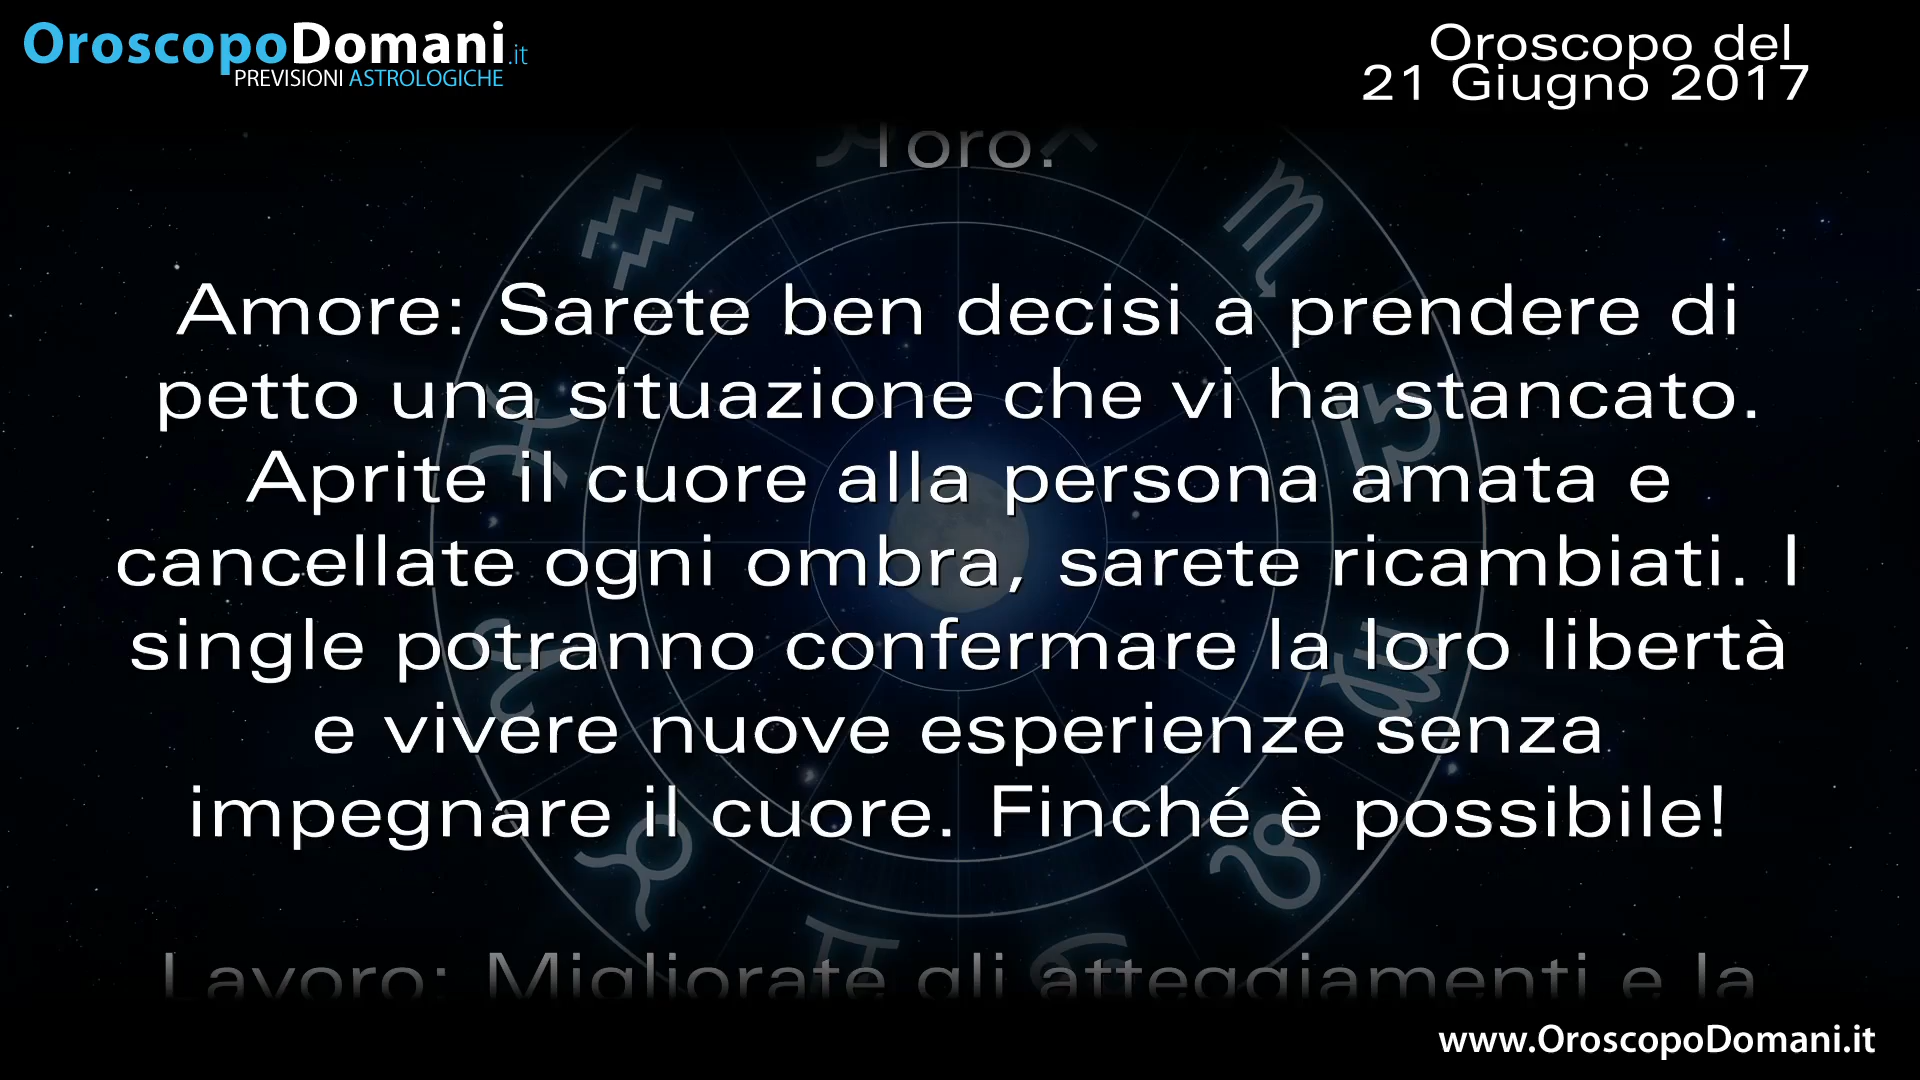 OroscopoDomani.it
PREVISIONI ASTROLOGICHE
Oroscopo del
21 Giugno 2017
Toro:
Amore: Sarete ben decisi a prendere di
petto una situazione che vi ha stancato.
Aprite il cuore alla persona amata e
cancellate ogni ombra, sarete ricambiati. I
single potranno confermare la loro libertà
e vivere nuove esperienze senza
impegnare il cuore. Finché è possibile!
Lavoro: Migliorate gli atteggiamenti e la
www.OroscopoDomani.it